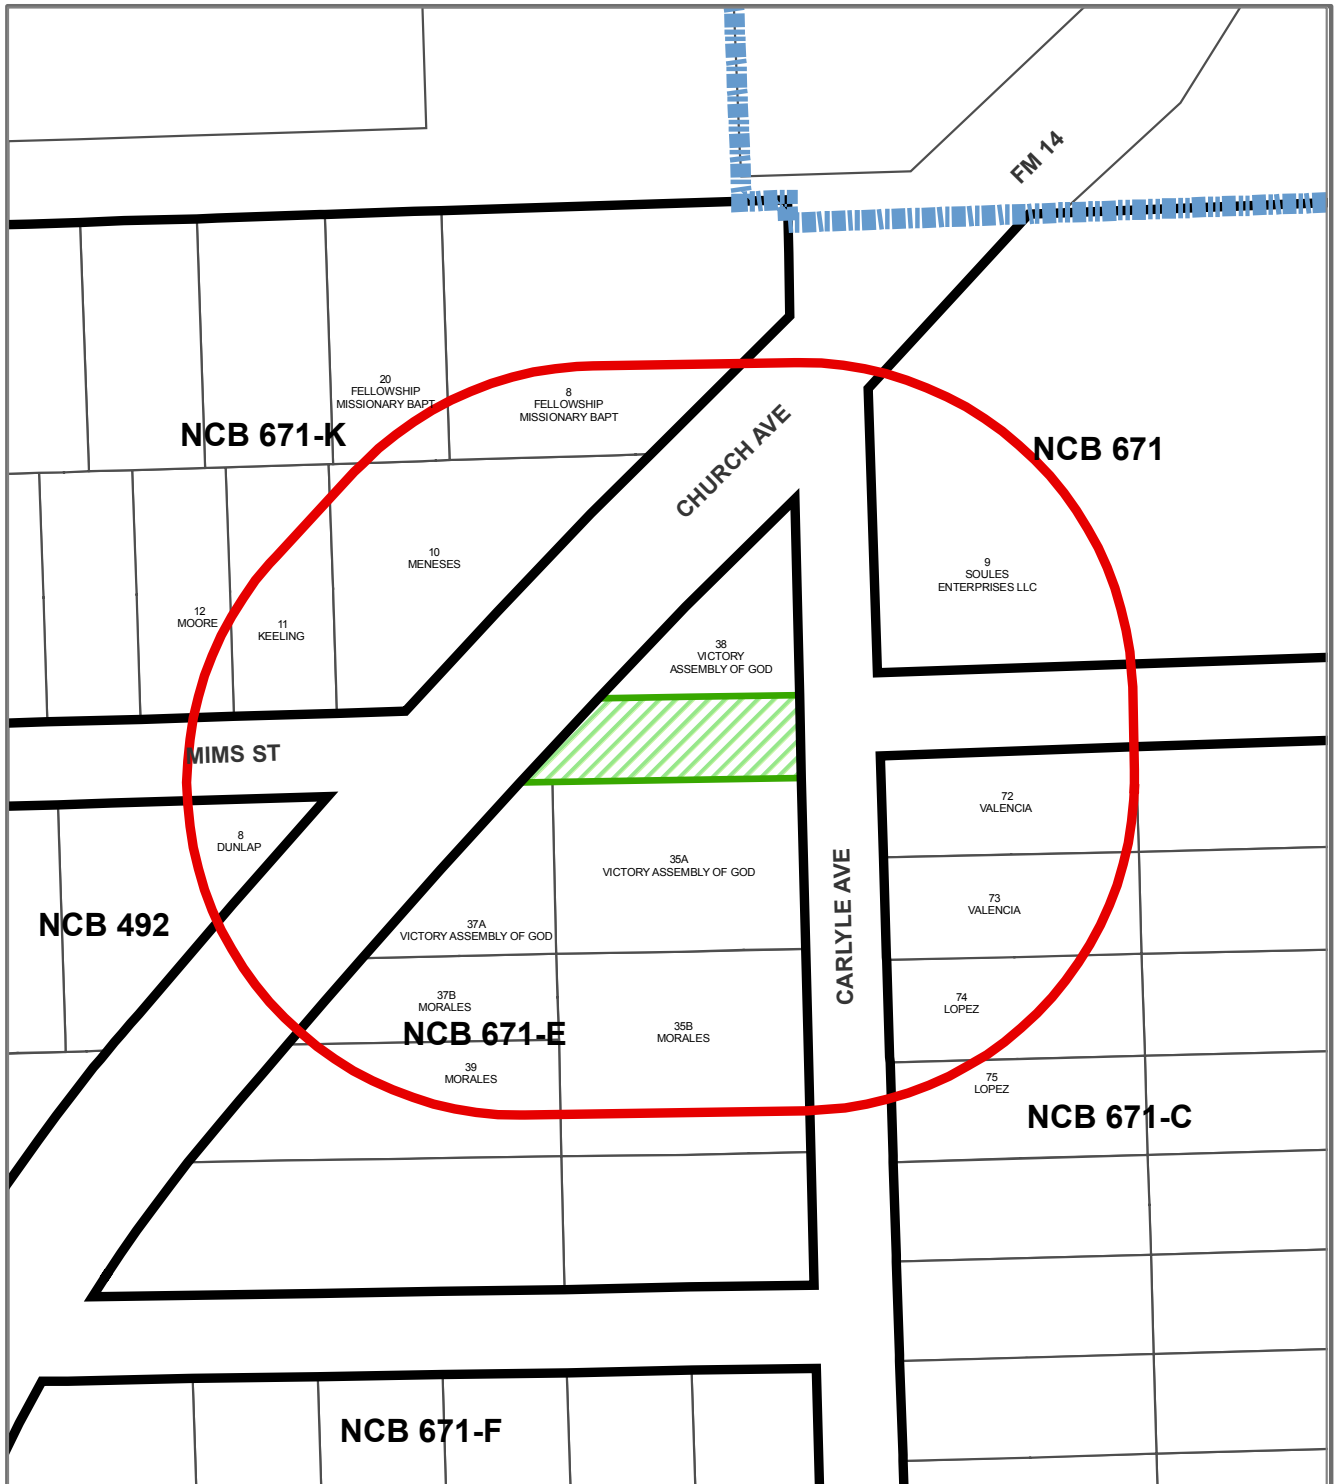 FM 14
20
FELLOWSHIP
MISSIONARY BAPT
8
FELLOWSHIP
MISSIONARY BAPT
NCB 671-K
CHURCH AVE
NCB 671
10
MENESES
9
SOULES
ENTERPRISES LLC
12
MOORE
11
KEELING
38
VICTORY
ASSEMBLY OF GOD
MIMS ST
72
VALENCIA
8
DUNLAP
35A
VICTORY ASSEMBLY OF GOD
CARLYLE AVE
73
VALENCIA
NCB 492
37A
VICTORY ASSEMBLY OF GOD
37B
MORALES
74
LOPEZ
NCB 671-E
35B
MORALES
39
MORALES
75
LOPEZ
NCB 671-C
NCB 671-F